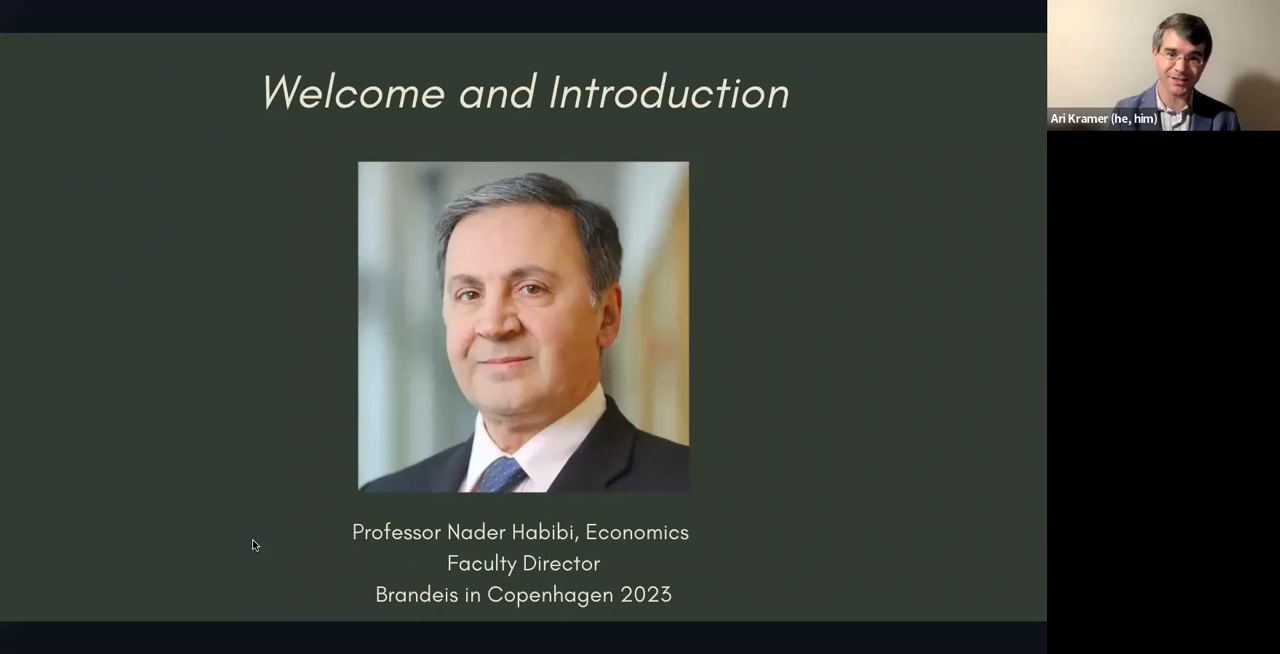 Welcome and Introduction
Ari Kramer (he, him)
Professor Nader Habibi, Economics
Faculty Director
Brandeis in Copenhagen 2023